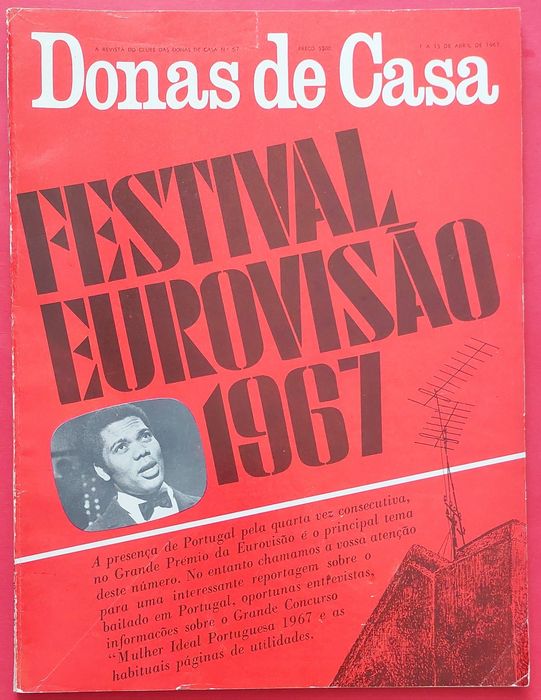 A REVISTA DO CLUBE DAS DONAS DE CASA Nº 57 PREÇO 5$00 1 A 15 DE ABRIL DE 1967
Donas de Casa
FESTIVAL
EUROVISÃO
1967
A presença de Portugal pela quarta vez consecutiva,
no Grande Prémio da Eurovisão é o principal tema
deste número. No entanto chamamos a vossa atenção
para uma interessante reportagem sobre o
bailado em Portugal, oportunas entrevistas,
informações sobre o Grande Concurso
"Mulher Ideal Portuguesa 1967 e as
habituais páginas de utilidades.